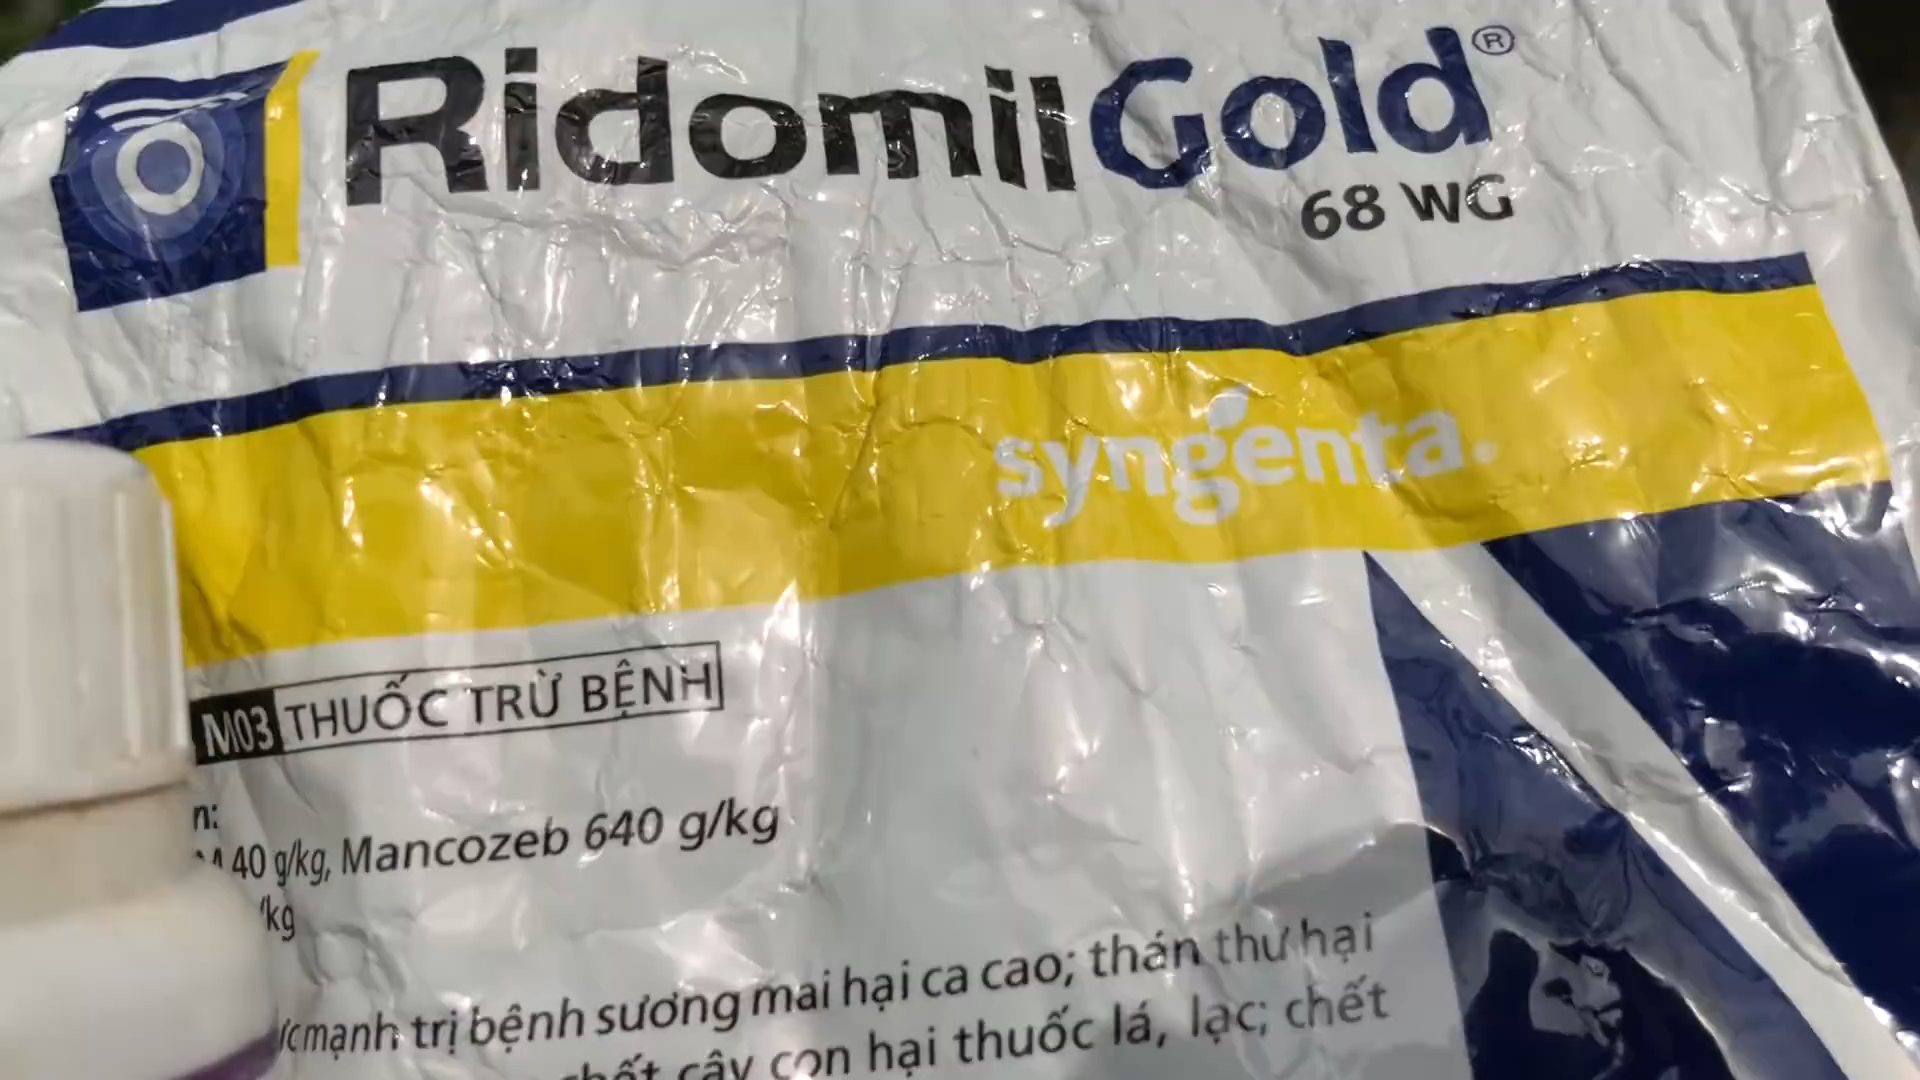 RidomilGold®
68 WG
syngenta.
M03 THUỐC TRỪ BỆNH
n:
40 g/kg, Mancozeb 640 g/kg
/kg
mạnh trị bệnh sương mai hại ca cao; thán thư hại
chết cây con hại thuốc lá, lạc; chết